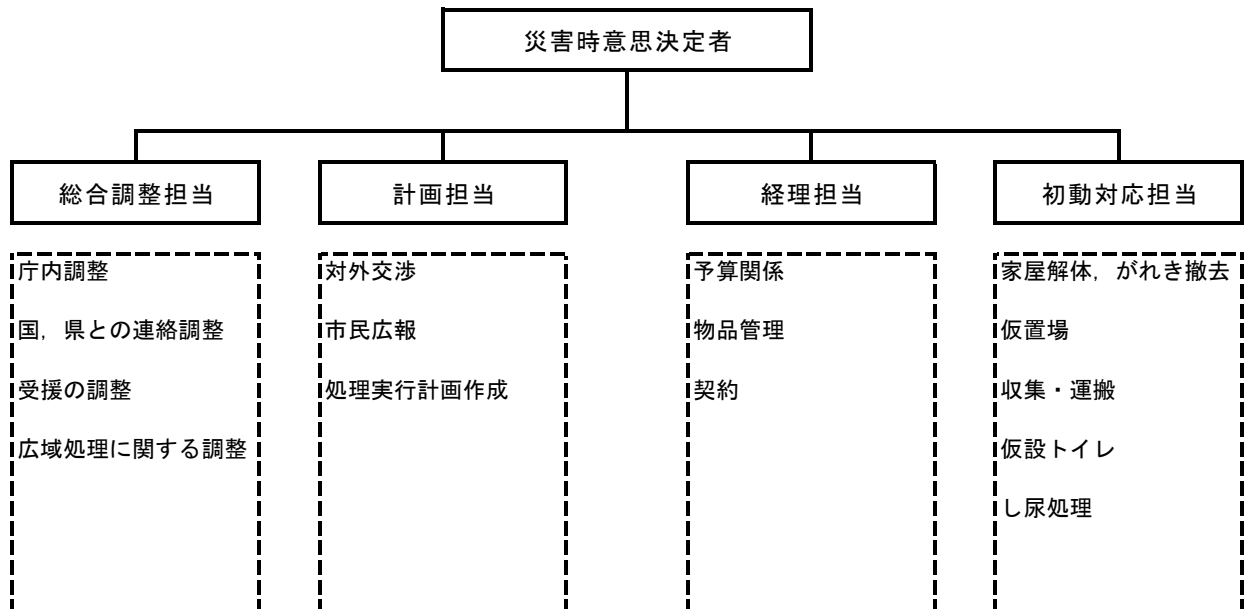 災害時意思決定者
総合調整担当
計画担当
経理担当
初動対応担当
庁内調整
国，県との連絡調整
受援の調整
広域処理に関する調整
対外交渉
市民広報
処理実行計画作成
予算関係
物品管理
契約
家屋解体，がれき撤去
仮置場
収集・運搬
仮設トイレ
し尿処理